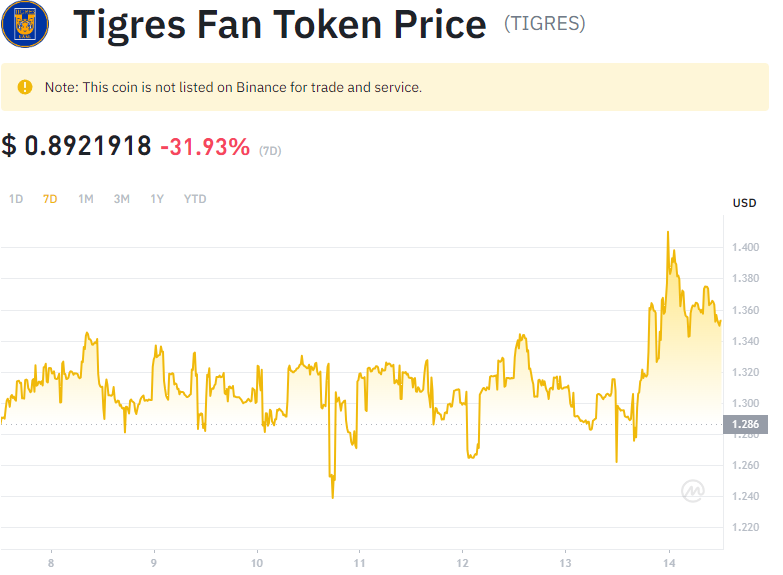 Tigres Fan Token Price (TIGRES)
Note: This coin is not listed on Binance for trade and service.
$ 0.8921918 -31.93% (7D)
1D 7D 1M 3M 1Y YTD
USD
1.400
1.380
1.360
1.340
1.320
1.300
1.286
1.280
1.260
1.240
1.220
8 9 10 11 12 13 14